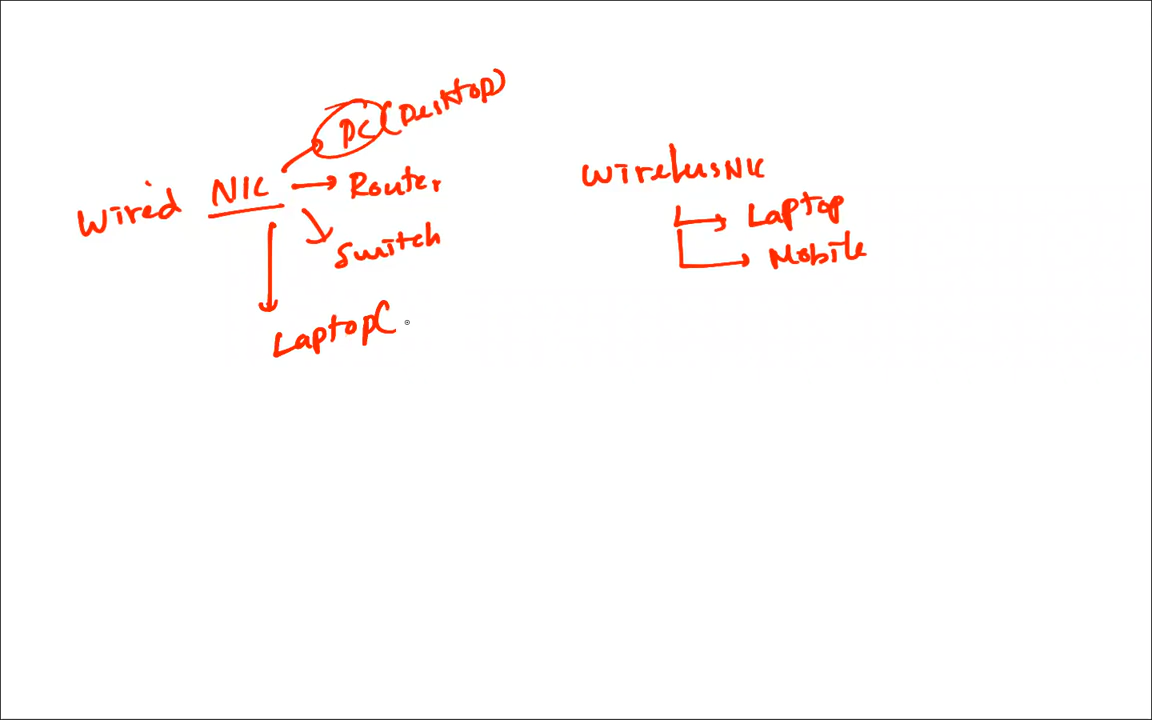 PC (Desktop)
Wired NIC
Router
Switch
Laptop(
Wireless NIC
Laptop
Mobile